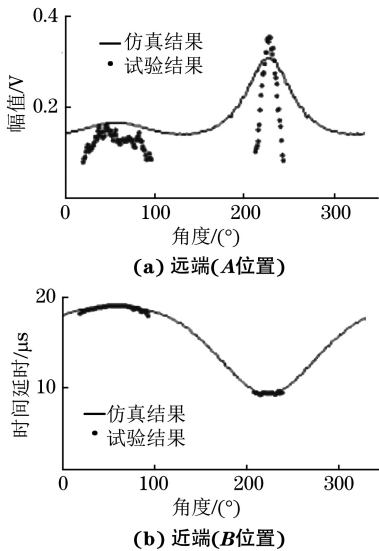 0.4
仿真结果
试验结果
0.2
幅值/V
0 100 200 300
角度/(°)
(a) 远端(A位置)
20
10
时间延时/μs
仿真结果
试验结果
0 100 200 300
角度/(°)
(b) 近端(B位置)